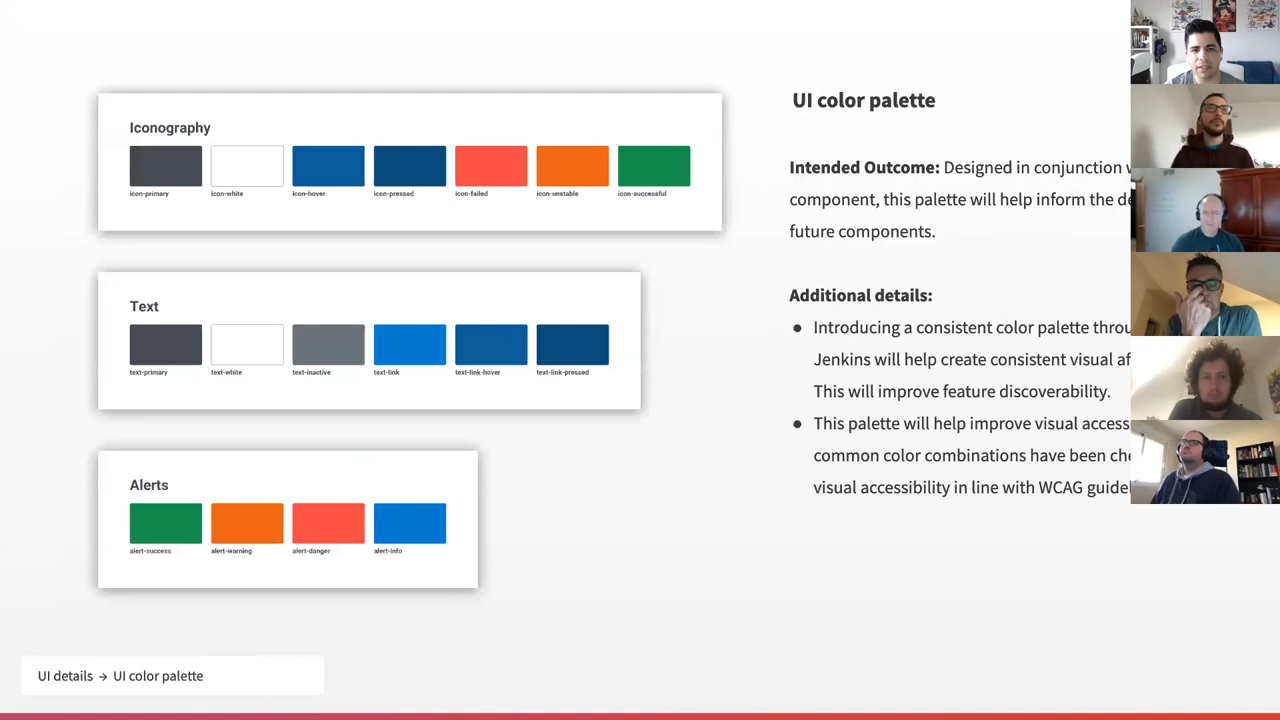 Iconography
icon-primary
icon-white
icon-hover
icon-pressed
icon-failed
icon-unstable
icon-successful
Text
text-primary
text-white
text-inactive
text-link
text-link-hover
text-link-pressed
Alerts
alert-success
alert-warning
alert-danger
alert-info
UI color palette
Intended Outcome: Designed in conjunction
component, this palette will help inform the
future components.
Additional details:
● Introducing a consistent color palette
Jenkins will help create consistent visual
This will improve feature discoverability.
● This palette will help improve visual
common color combinations have been
visual accessibility in line with WCAG
UI details → UI color palette